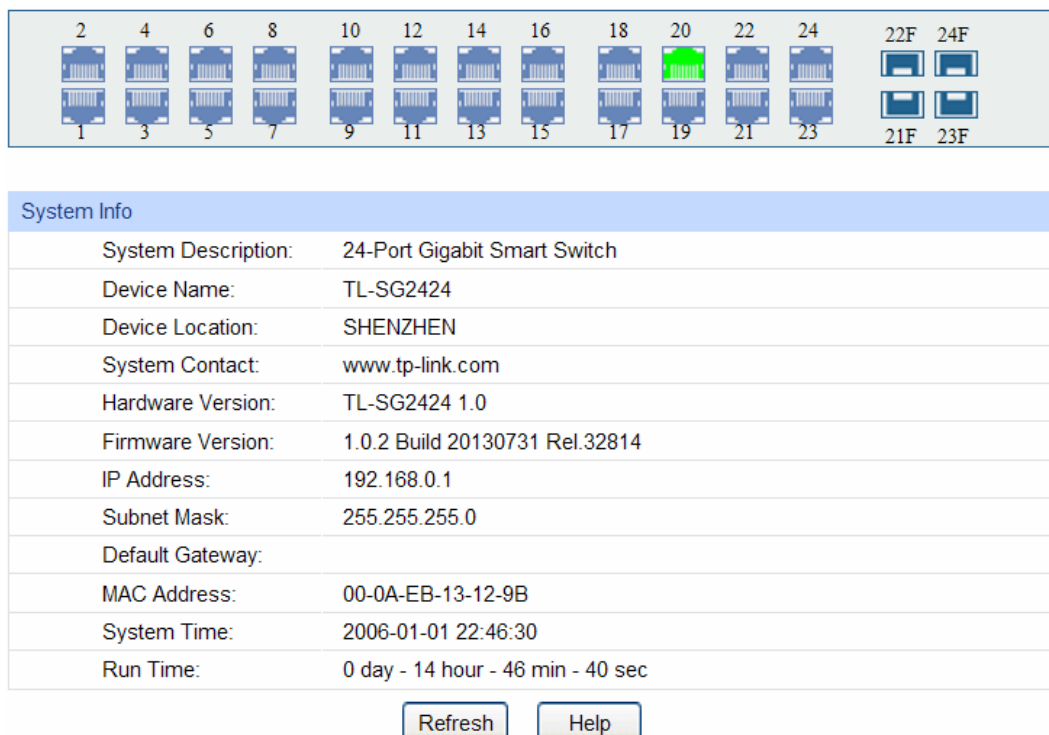 2 4 6 8 10 12 14 16 18 20 22 24 22F 24F
1 3 5 7 9 11 13 15 17 19 21 23 21F 23F
System Info
System Description: 24-Port Gigabit Smart Switch
Device Name: TL-SG2424
Device Location: SHENZHEN
System Contact: www.tp-link.com
Hardware Version: TL-SG2424 1.0
Firmware Version: 1.0.2 Build 20130731 Rel.32814
IP Address: 192.168.0.1
Subnet Mask: 255.255.255.0
Default Gateway:
MAC Address: 00-0A-EB-13-12-9B
System Time: 2006-01-01 22:46:30
Run Time: 0 day - 14 hour - 46 min - 40 sec
Refresh Help